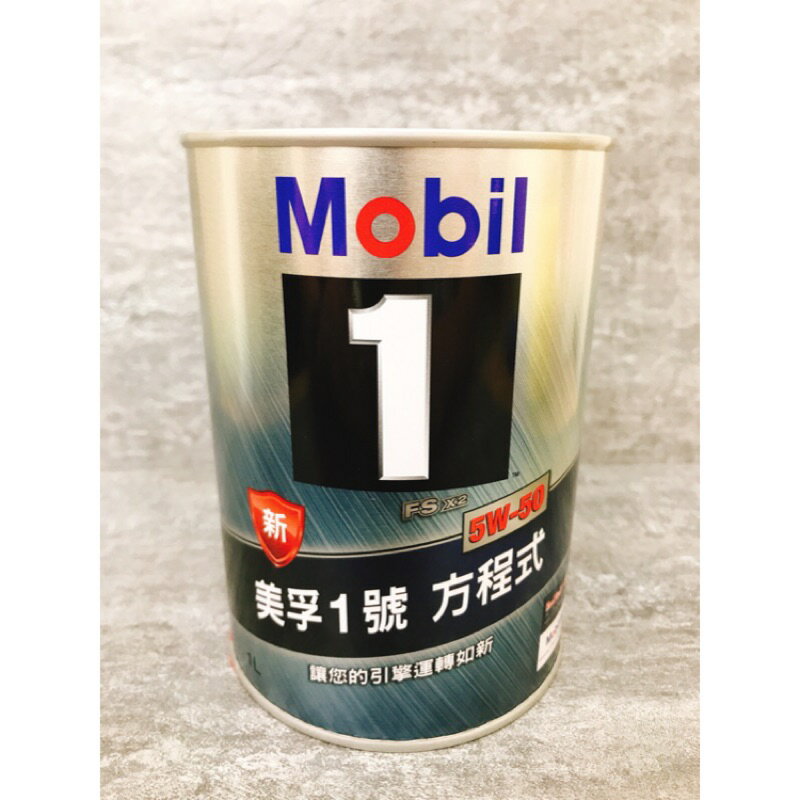 Mobil
1
™
FS X2
5W-50
新
美孚1號 方程式
讓您的引擎運轉如新
1L